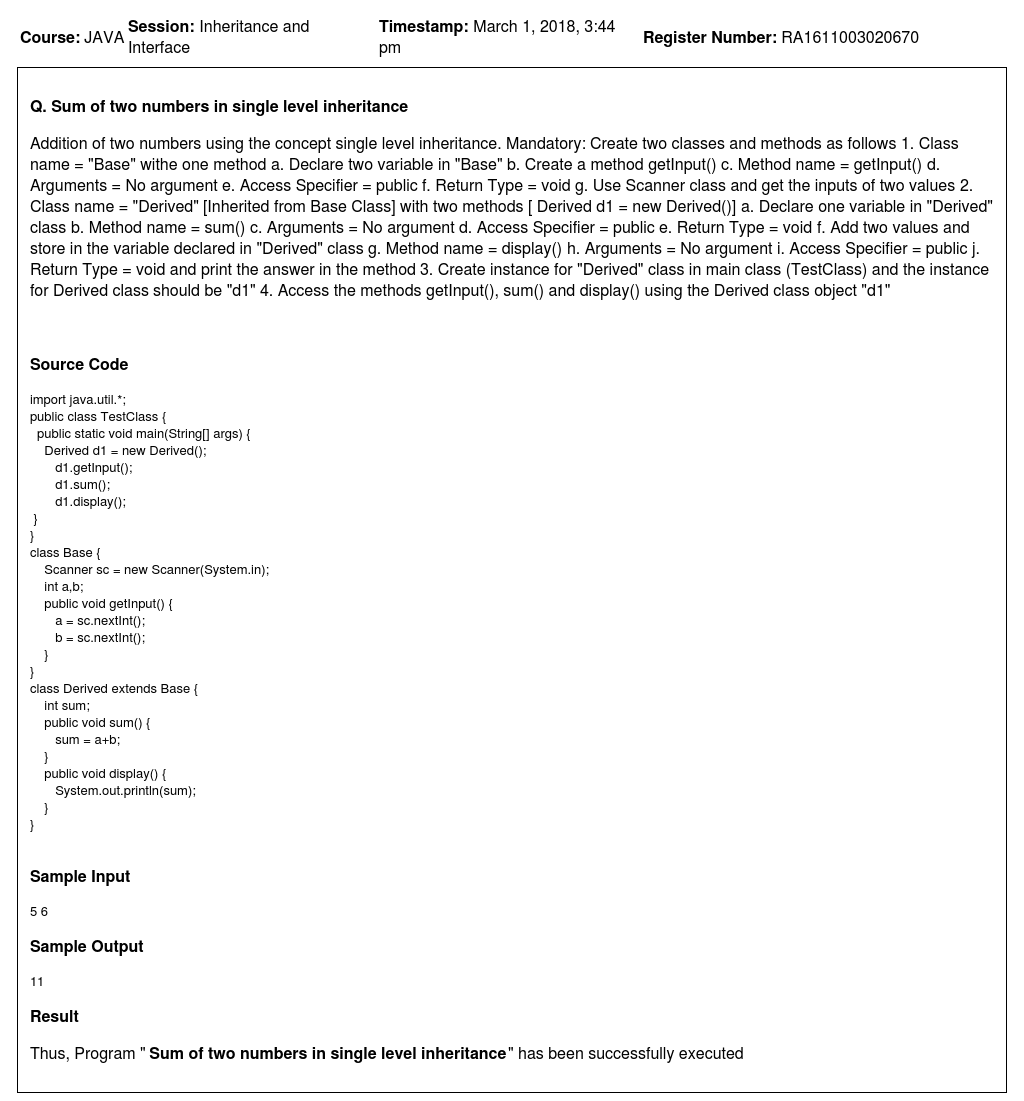 Course: JAVA Session: Inheritance and Interface Timestamp: March 1, 2018, 3:44 pm Register Number: RA1611003020670
Q. Sum of two numbers in single level inheritance
Addition of two numbers using the concept single level inheritance. Mandatory: Create two classes and methods as follows 1. Class
name = "Base" withe one method a. Declare two variable in "Base" b. Create a method getInput() c. Method name = getInput() d.
Arguments = No argument e. Access Specifier = public f. Return Type = void g. Use Scanner class and get the inputs of two values 2.
Class name = "Derived" [Inherited from Base Class] with two methods [ Derived d1 = new Derived()] a. Declare one variable in "Derived"
class b. Method name = sum() c. Arguments = No argument d. Access Specifier = public e. Return Type = void f. Add two values and
store in the variable declared in "Derived" class g. Method name = display() h. Arguments = No argument i. Access Specifier = public j.
Return Type = void and print the answer in the method 3. Create instance for "Derived" class in main class (TestClass) and the instance
for Derived class should be "d1" 4. Access the methods getInput(), sum() and display() using the Derived class object "d1"
Source Code
import java.util.*;
public class TestClass {
public static void main(String[] args) {
Derived d1 = new Derived();
d1.getInput();
d1.sum();
d1.display();
}
}
class Base {
Scanner sc = new Scanner(System.in);
int a,b;
public void getInput() {
a = sc.nextInt();
b = sc.nextInt();
}
}
class Derived extends Base {
int sum;
public void sum() {
sum = a+b;
}
public void display() {
System.out.println(sum);
}
}
Sample Input
5 6
Sample Output
11
Result
Thus, Program " Sum of two numbers in single level inheritance" has been successfully executed